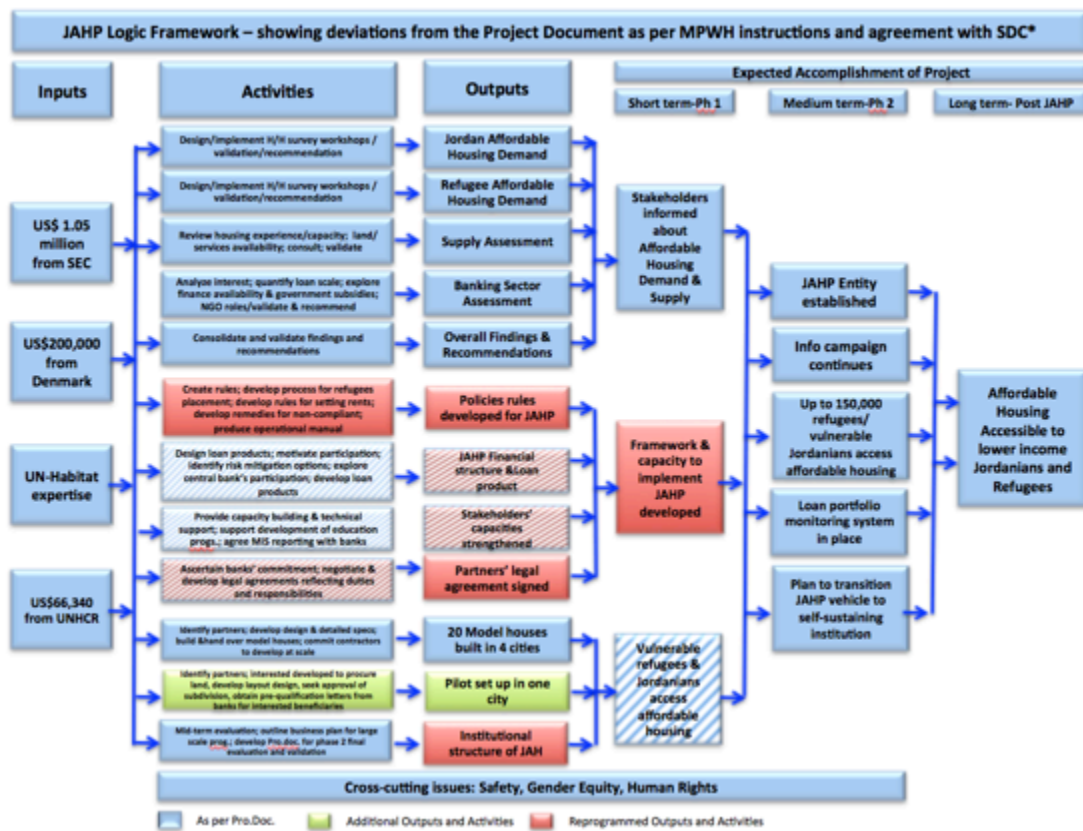 JAHP Logic Framework – showing deviations from the Project Document as per MPWH instructions and agreement with SDC*
Inputs
Activities
Outputs
Expected Accomplishment of Project
Short term-Ph 1
Medium term-Ph 2
Long term- Post JAHP
US$ 1.05
million
from SEC
US$200,000
from
Denmark
UN-Habitat
expertise
US$66,340
from UNHCR
Design/implement H/H survey workshops /
validation/recommendation
Design/implement H/H survey workshops /
validation/recommendation
Review housing experience/capacity; land/
services availability; consult; validate
Analyze interest; quantify loan scale; explore
finance availability & government subsidies;
NGO roles/validate & recommend
Consolidate and validate findings and
recommendations
Create rules; develop process for refugees
placement; develop rules for setting rents;
develop remedies for non-compliant;
produce operational manual
Design loan products; motivate participation;
identify risk mitigation options; explore
central bank's participation; develop loan
products
Provide capacity building & technical
support; support development of education
progs.; agree MIS reporting with banks
Ascertain banks' commitment; negotiate &
develop legal agreements reflecting duties
and responsibilities
Identify partners; develop design & detailed specs;
build &hand over model houses; commit contractors
to develop at scale
Identify partners; interested developed to procure
land, develop layout design, seek approval of
subdivision, obtain pre-qualification letters from
banks for interested beneficiaries
Mid-term evaluation; outline business plan for large
scale prog.; develop Pro.doc. for phase 2 final
evaluation and validation
Jordan Affordable
Housing Demand
Refugee Affordable
Housing Demand
Supply Assessment
Banking Sector
Assessment
Overall Findings &
Recommendations
Policies rules
developed for JAHP
JAHP Financial
structure &Loan
product
Stakeholders'
capacities
strengthened
Partners' legal
agreement signed
20 Model houses
built in 4 cities
Pilot set up in one
city
Institutional
structure of JAH
Stakeholders
informed
about
Affordable
Housing
Demand &
Supply
Framework &
capacity to
implement
JAHP
developed
Vulnerable
refugees &
Jordanians
access
affordable
housing
JAHP Entity
established
Info campaign
continues
Up to 150,000
refugees/
vulnerable
Jordanians access
affordable housing
Loan portfolio
monitoring system
in place
Plan to transition
JAHP vehicle to
self-sustaining
institution
Affordable
Housing
Accessible to
lower income
Jordanians and
Refugees
Cross-cutting issues: Safety, Gender Equity, Human Rights
As per Pro.Doc.
Additional Outputs and Activities
Reprogrammed Outputs and Activities